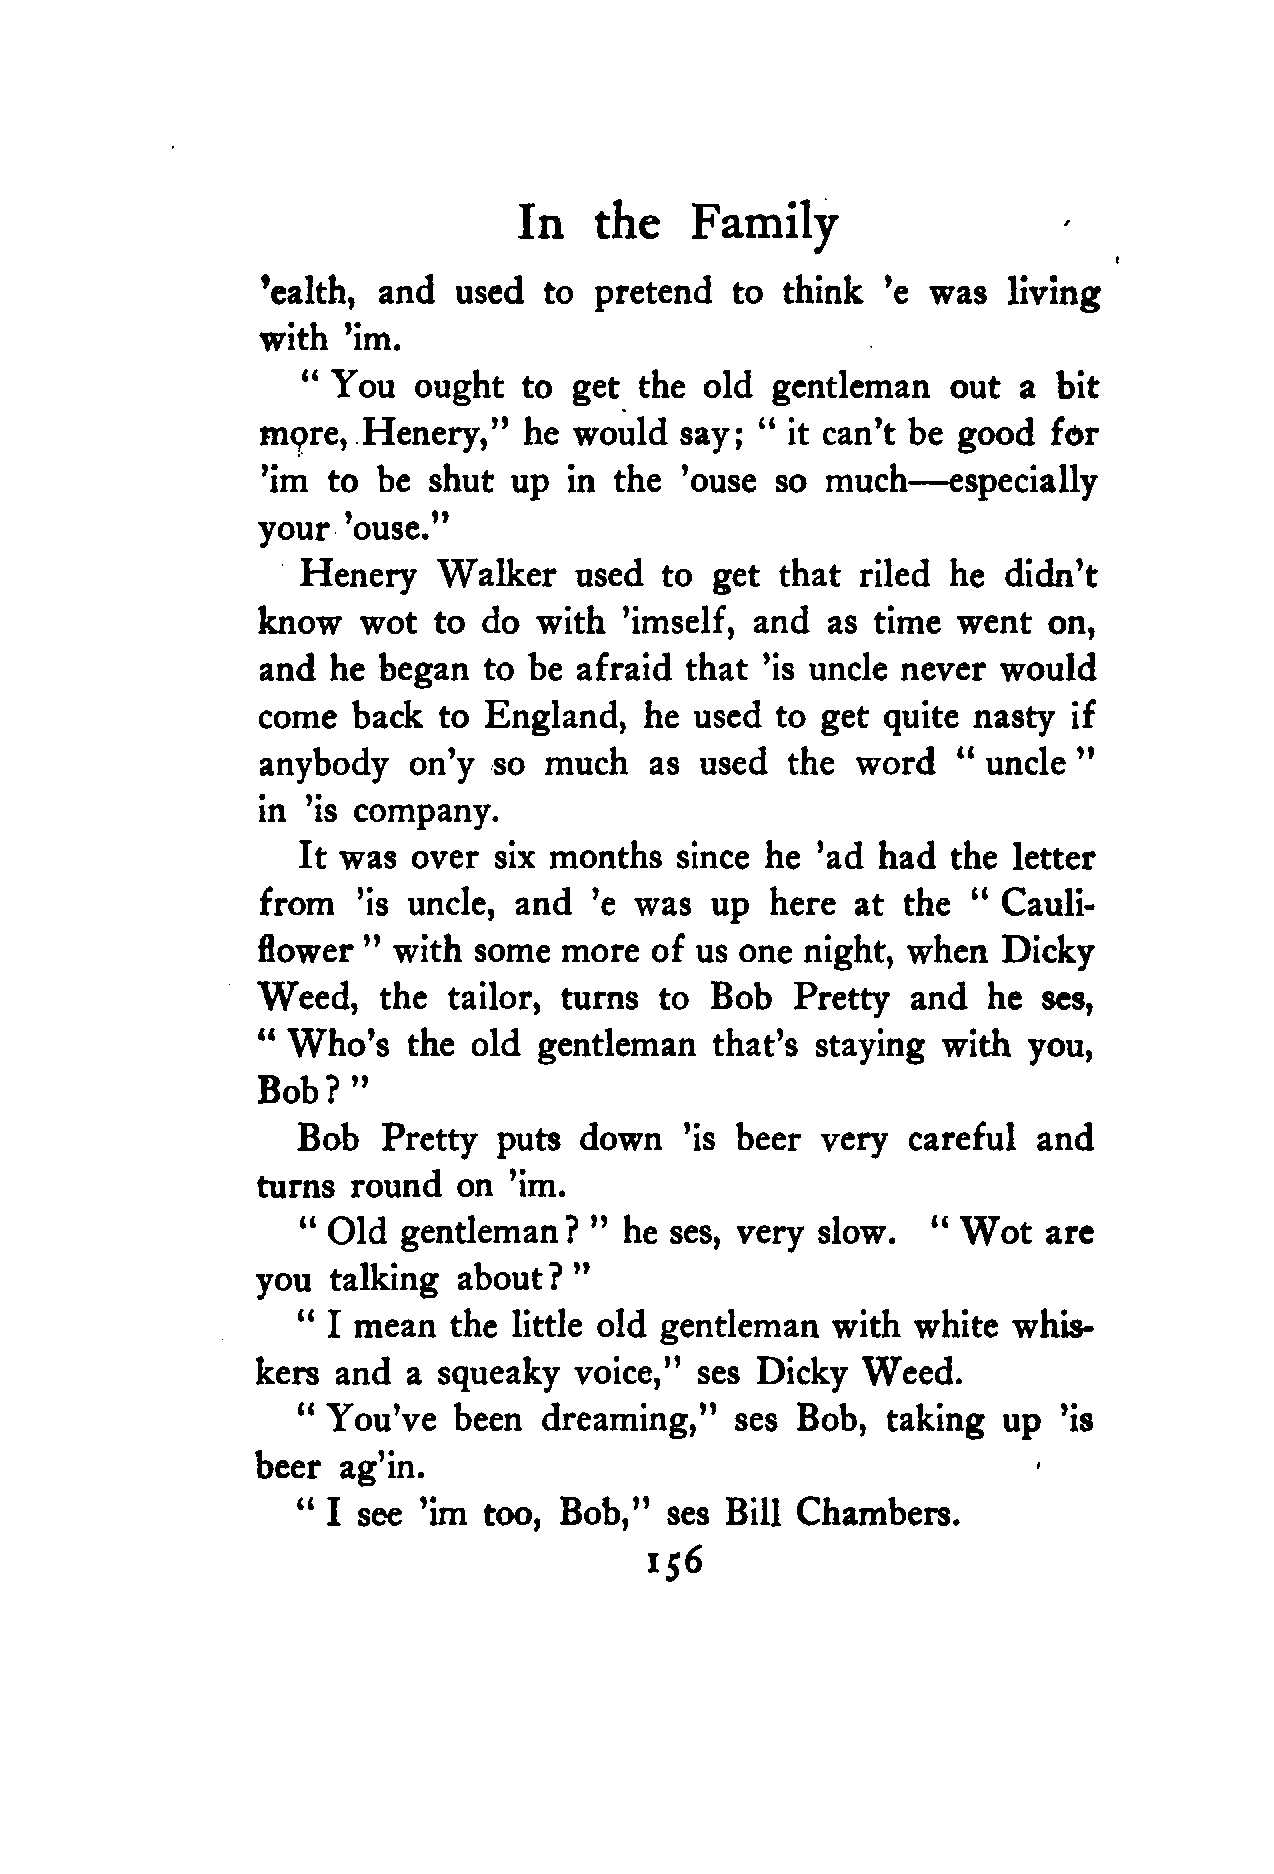 In the Family
'ealth, and used to pretend to think 'e was living
with 'im.
" You ought to get the old gentleman out a bit
more, Henery," he would say; " it can't be good for
'im to be shut up in the 'ouse so much—especially
your 'ouse."
Henery Walker used to get that riled he didn't
know wot to do with 'imself, and as time went on,
and he began to be afraid that 'is uncle never would
come back to England, he used to get quite nasty if
anybody on'y so much as used the word " uncle "
in 'is company.
It was over six months since he 'ad had the letter
from 'is uncle, and 'e was up here at the " Cauli-
flower " with some more of us one night, when Dicky
Weed, the tailor, turns to Bob Pretty and he ses,
" Who's the old gentleman that's staying with you,
Bob? "
Bob Pretty puts down 'is beer very careful and
turns round on 'im.
" Old gentleman? " he ses, very slow. " Wot are
you talking about? "
" I mean the little old gentleman with white whis-
kers and a squeaky voice," ses Dicky Weed.
" You've been dreaming," ses Bob, taking up 'is
beer ag'in.
" I see 'im too, Bob," ses Bill Chambers.
156